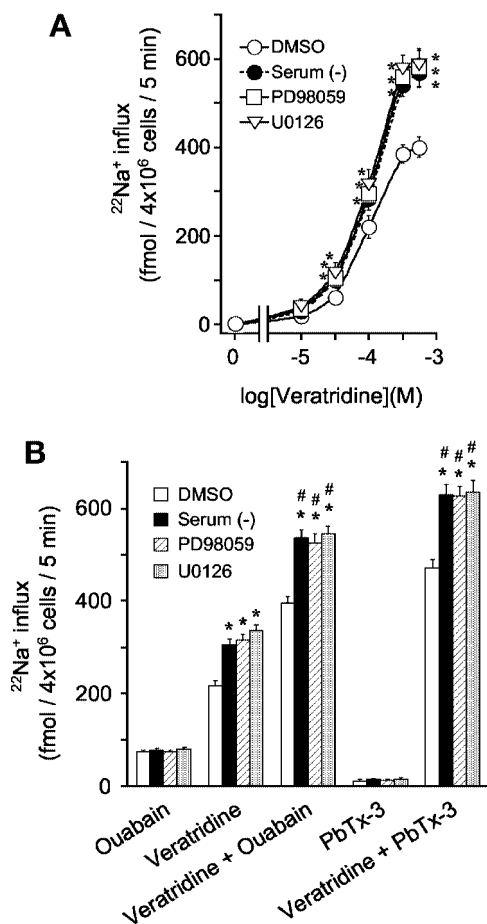 A
DMSO
Serum (-)
PD98059
U0126
²²Na⁺ influx
(fmol / 4x10⁶ cells / 5 min)
600
400
200
0
0
-5
-4
-3
log[Veratridine](M)
* * *
* * *
* * *
* * *
B
DMSO
Serum (-)
PD98059
U0126
²²Na⁺ influx
(fmol / 4x10⁶ cells / 5 min)
600
400
200
0
* * *
# # #
* * *
# # #
* * *
Ouabain
Veratridine
Veratridine + Ouabain
PbTx-3
Veratridine + PbTx-3